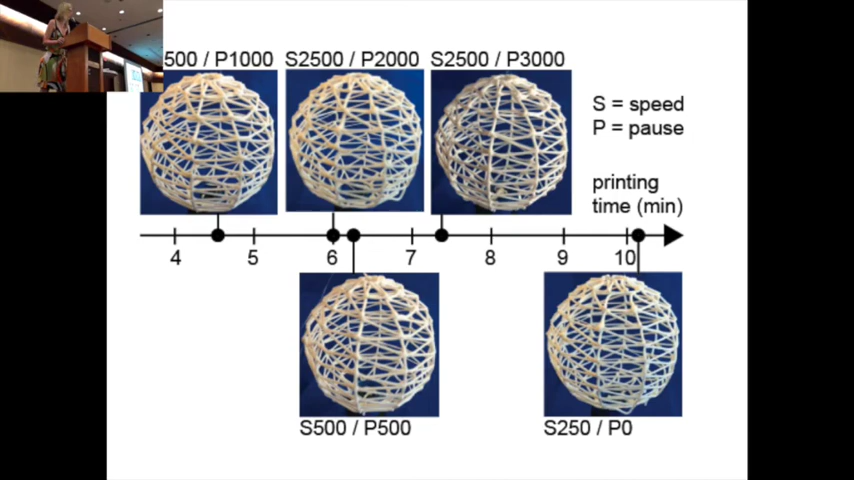 500 / P1000
S2500 / P2000
S2500 / P3000
S = speed
P = pause
printing
time (min)
4 5 6 7 8 9 10
S500 / P500
S250 / P0